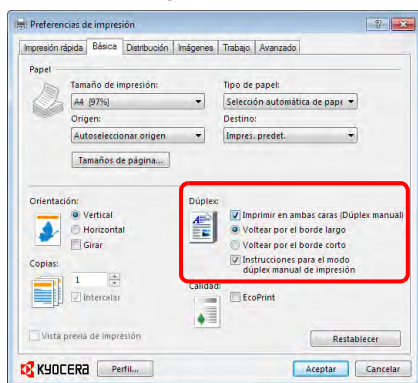 Preferencias de impresión
Impresión rápida Básica Distribución Imágenes Trabajo Avanzado
Papel
Tamaño de impresión: Tipo de papel:
A4 (97%) Selección automática de pape
Origen: Destino:
Autoseleccionar origen Impres. predet.
Tamaños de página...
Orientación: Dúplex:
Vertical Imprimir en ambas caras (Dúplex manual)
Horizontal Voltear por el borde largo
Girar Voltear por el borde corto
Copias: Instrucciones para el modo
dúplex manual de impresión
1 Calidad:
Intercalar EcoPrint
Vista previa de impresión Restablecer
KYOCERA Perfil... Aceptar Cancelar